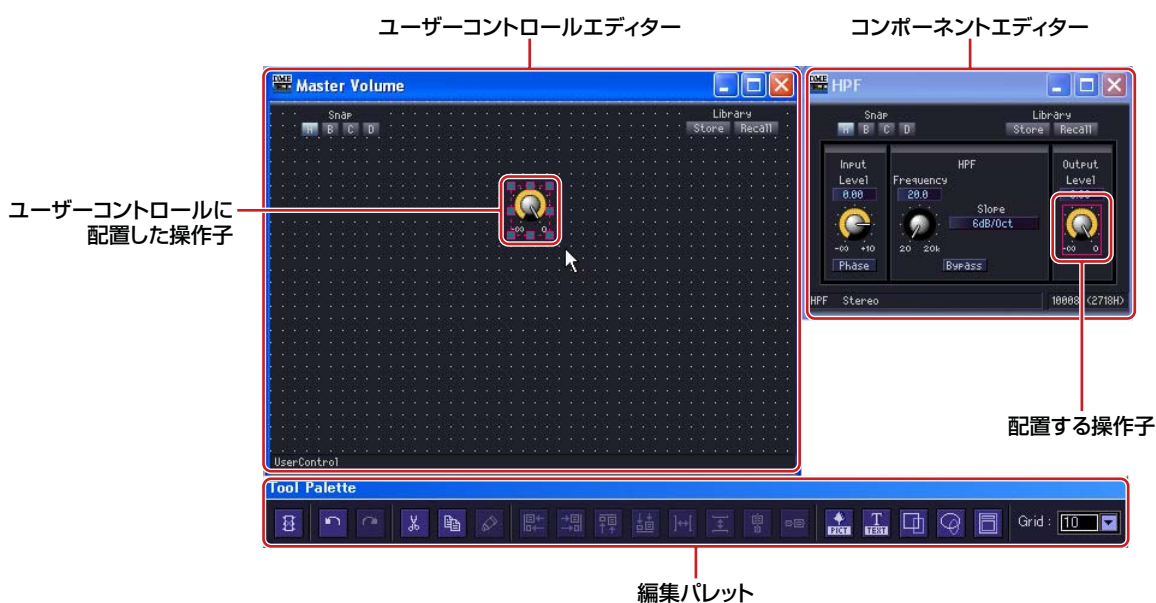 ユーザーコントロールエディター
コンポーネントエディター
DME
Master Volume
DME
HPF
Snap
A B C D
Library
Store Recall
Snap
A B C D
Library
Store Recall
ユーザーコントロールに
配置した操作子
-∞ 0
Input
Level
0.00
-∞ +10
Phase
HPF
Frequency
20.0
20 20k
Slope
6dB/Oct
Bypass
Output
Level
0.00
-∞ 0
HPF Stereo
10008 (2718H)
配置する操作子
UserControl
Tool Palette
PICT
T
TEXT
Grid : 10
編集パレット